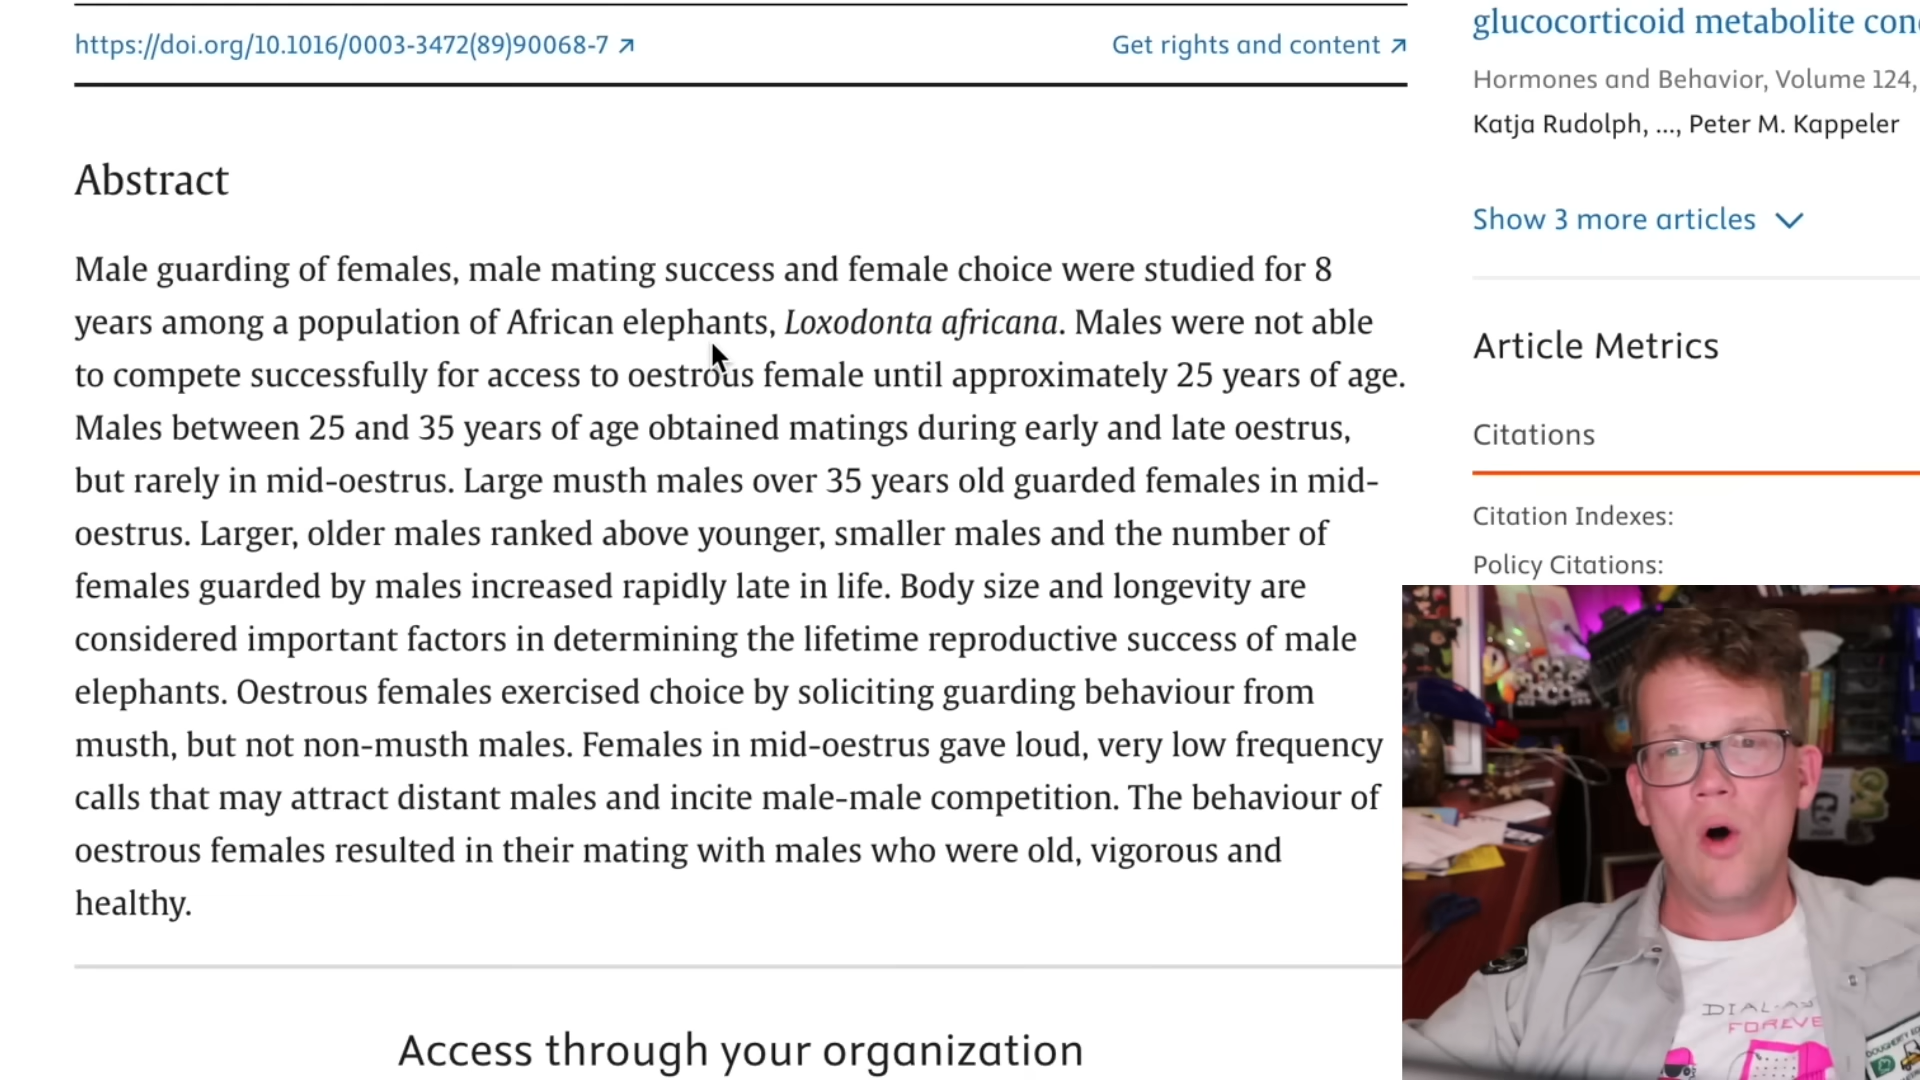 https://doi.org/10.1016/0003-3472(89)90068-7 ↗
Get rights and content ↗
Abstract
Male guarding of females, male mating success and female choice were studied for 8
years among a population of African elephants, Loxodonta africana. Males were not able
to compete successfully for access to oestrous female until approximately 25 years of age.
Males between 25 and 35 years of age obtained matings during early and late oestrus,
but rarely in mid-oestrus. Large musth males over 35 years old guarded females in mid-
oestrus. Larger, older males ranked above younger, smaller males and the number of
females guarded by males increased rapidly late in life. Body size and longevity are
considered important factors in determining the lifetime reproductive success of male
elephants. Oestrous females exercised choice by soliciting guarding behaviour from
musth, but not non-musth males. Females in mid-oestrus gave loud, very low frequency
calls that may attract distant males and incite male-male competition. The behaviour of
oestrous females resulted in their mating with males who were old, vigorous and
healthy.
Access through your organization
glucocorticoid metabolite con
Hormones and Behavior, Volume 124,
Katja Rudolph, ..., Peter M. Kappeler
Show 3 more articles
Article Metrics
Citations
Citation Indexes:
Policy Citations:
DIAL-A
FOREVE